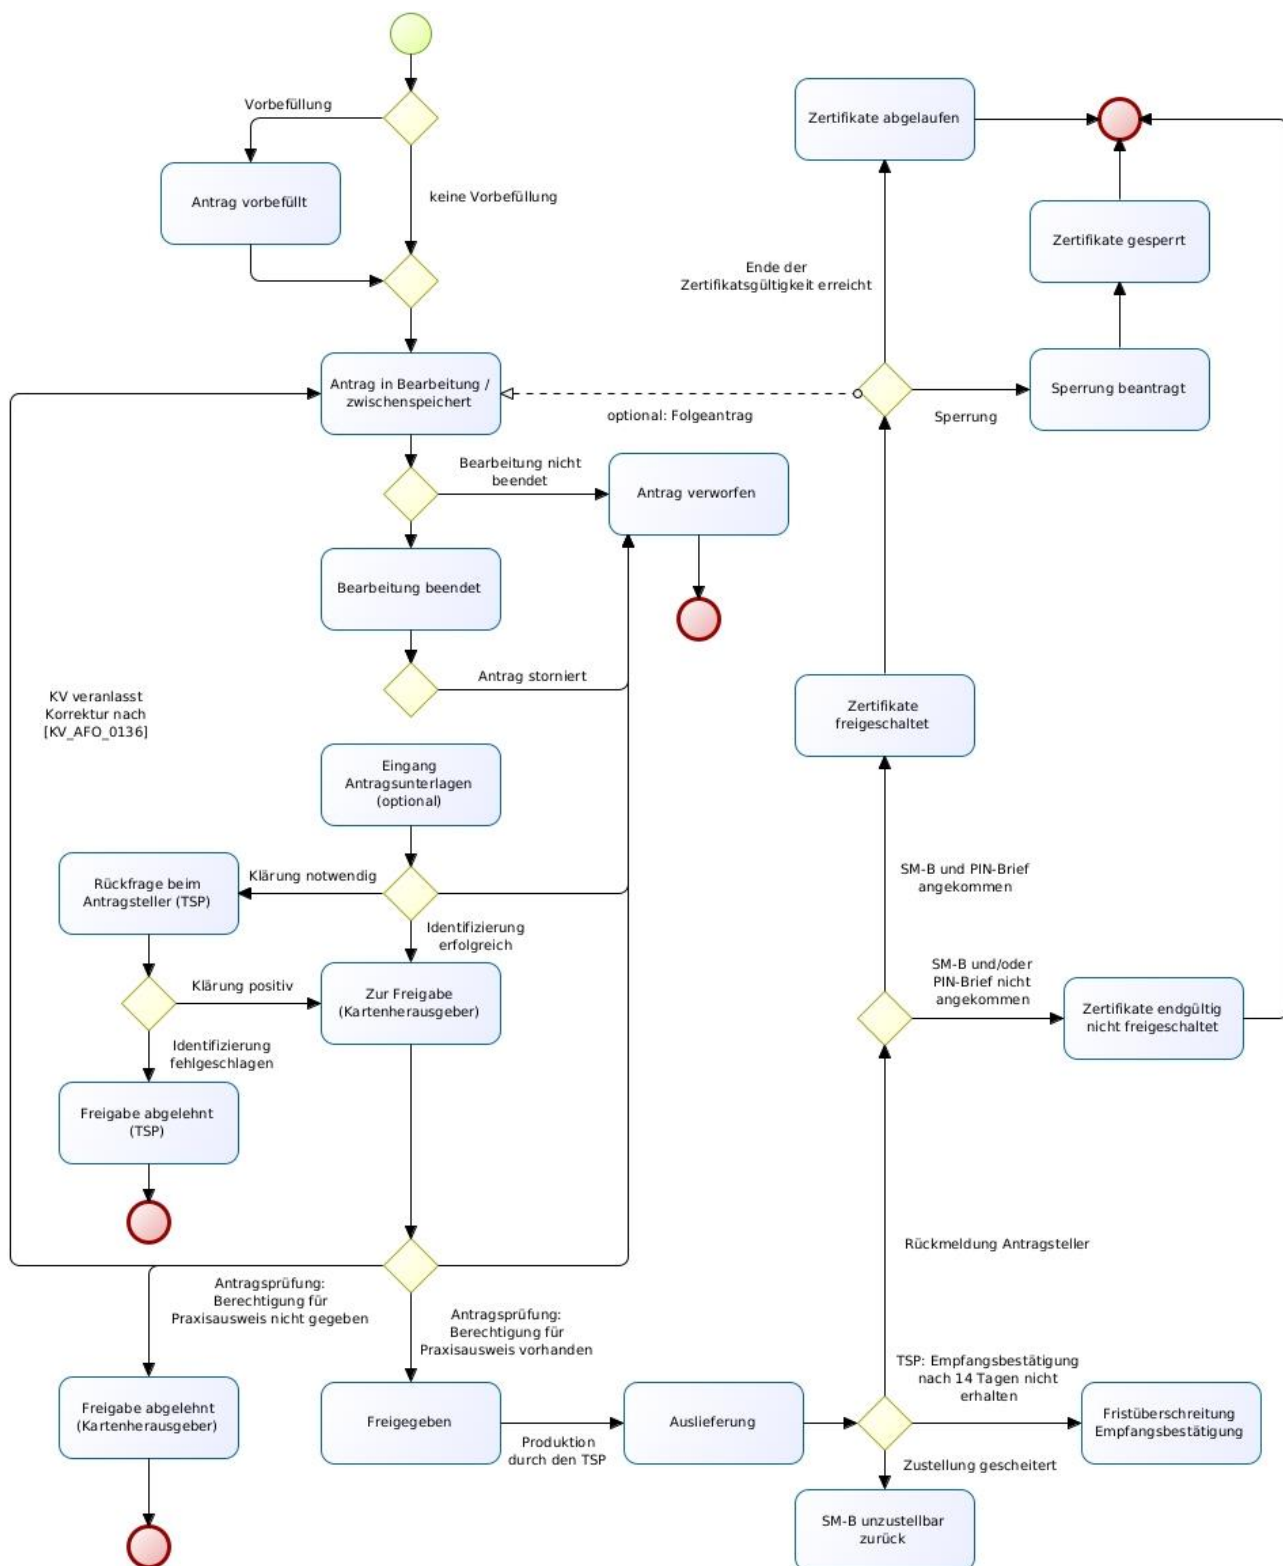 Vorbefüllung
Antrag vorbefüllt
keine Vorbefüllung
Antrag in Bearbeitung /
zwischenspeichert
Bearbeitung nicht
beendet
Antrag verworfen
Bearbeitung beendet
Antrag storniert
KV veranlasst
Korrektur nach
[KV_AFO_0136]
Eingang
Antragsunterlagen
(optional)
Klärung notwendig
Rückfrage beim
Antragsteller (TSP)
Identifizierung
erfolgreich
Klärung positiv
Zur Freigabe
(Kartenherausgeber)
Identifizierung
fehlgeschlagen
Freigabe abgelehnt
(TSP)
Antragsprüfung:
Berechtigung für
Praxisausweis nicht gegeben
Antragsprüfung:
Berechtigung für
Praxisausweis vorhanden
Freigabe abgelehnt
(Kartenherausgeber)
Freigegeben
Produktion
durch den TSP
Auslieferung
Zertifikate abgelaufen
Zertifikate gesperrt
Ende der
Zertifikatsgültigkeit erreicht
Sperrung beantragt
Sperrung
optional: Folgeantrag
Zertifikate
freigeschaltet
SM-B und PIN-Brief
angekommen
SM-B und/oder
PIN-Brief nicht
angekommen
Zertifikate endgültig
nicht freigeschaltet
Rückmeldung Antragsteller
TSP: Empfangsbestätigung
nach 14 Tagen nicht
erhalten
Fristüberschreitung
Empfangsbestätigung
Zustellung gescheitert
SM-B unzustellbar
zurück